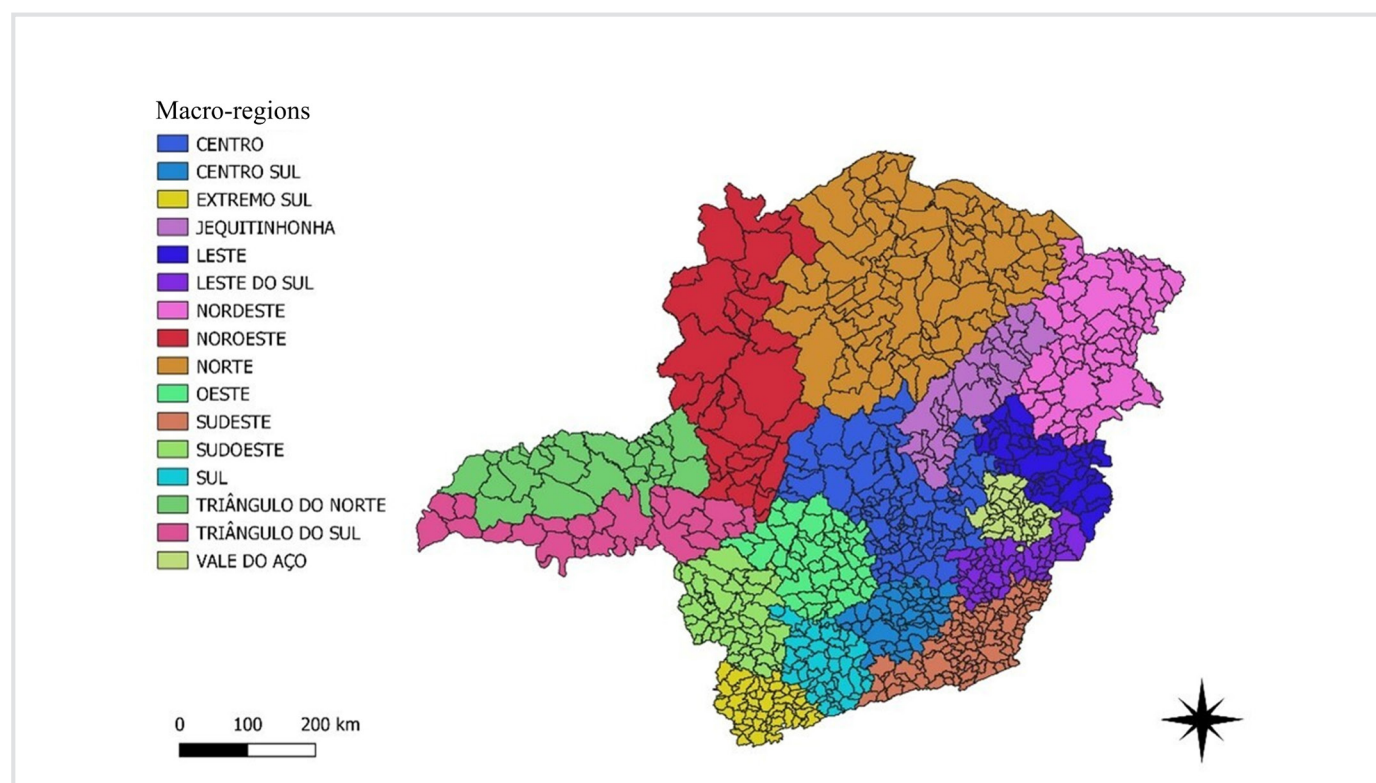 Macro-regions
CENTRO
CENTRO SUL
EXTREMO SUL
JEQUITINHONHA
LESTE
LESTE DO SUL
NORDESTE
NOROESTE
NORTE
OESTE
SUDESTE
SUDOESTE
SUL
TRIÂNGULO DO NORTE
TRIÂNGULO DO SUL
VALE DO AÇO
0 100 200 km